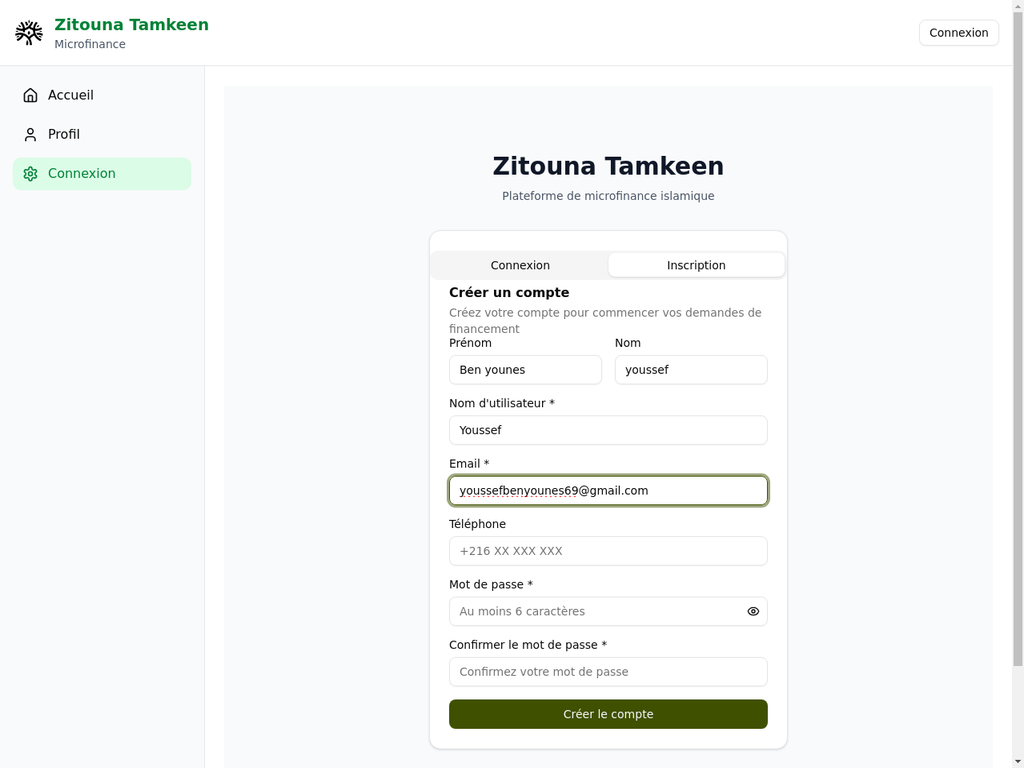 Zitouna Tamkeen
Microfinance
Connexion
Accueil
Profil
Connexion
Zitouna Tamkeen
Plateforme de microfinance islamique
Connexion
Inscription
Créer un compte
Créez votre compte pour commencer vos demandes de
financement
Prénom
Nom
Ben younes
youssef
Nom d'utilisateur *
Youssef
Email *
youssefbenyounes69@gmail.com
Téléphone
+216 XX XXX XXX
Mot de passe *
Au moins 6 caractères
Confirmer le mot de passe *
Confirmez votre mot de passe
Créer le compte